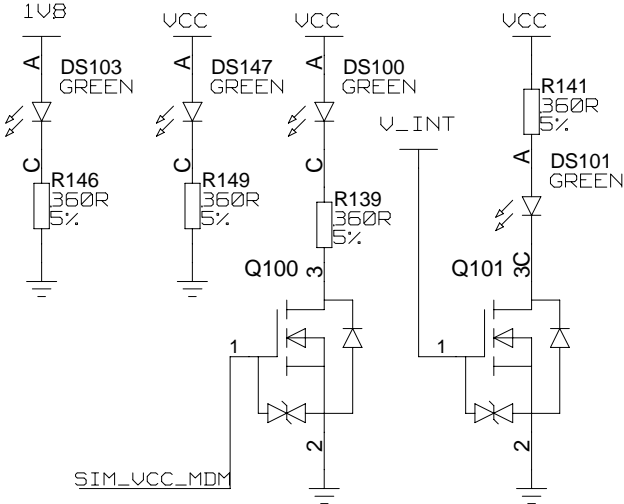 1V8
VCC
VCC
VCC
A
DS103
GREEN
A
DS147
GREEN
A
DS100
GREEN
R141
360R
5%
V_INT
C
R146
360R
5%
C
R149
360R
5%
C
R139
360R
5%
A
DS101
GREEN
Q100
3
Q101
3
C
1
1
2
2
SIM_VCC_MDM